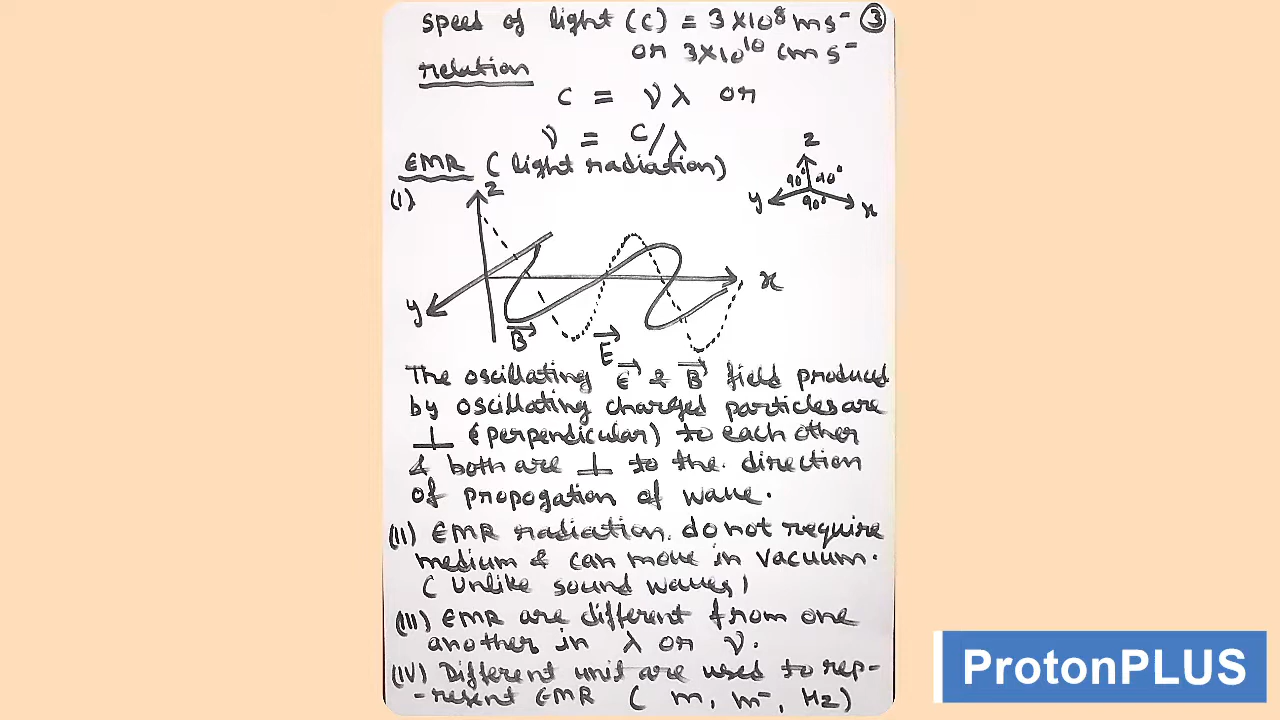 speed of light (C) = 3×10⁸ ms⁻ ③
or 3×10¹⁰ cm s⁻
relation
C = ν λ or
ν = C/λ
EMR (light radiation)
(I)
Z
y
x
B
E
Z
90° 90°
90°
y
x
The oscillating E & B field produced
by oscillating charged particles are
⊥ (perpendicular) to each other
& both are ⊥ to the direction
of propogation of wave.
(II) EMR radiation do not require
medium & can move in vacuum.
(unlike sound waves)
(III) EMR are different from one
another in λ or ν.
(IV) Different unit are used to rep-
-resent EMR (m, m⁻, Hz)
ProtonPLUS